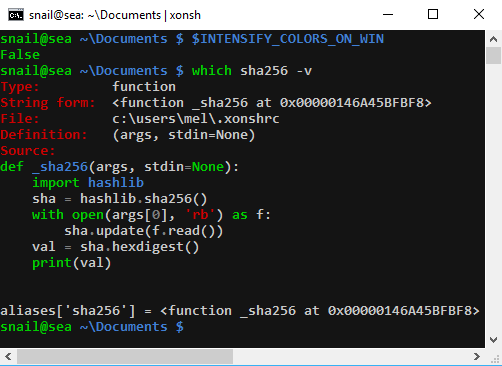 snail@sea: ~\Documents | xonsh
snail@sea ~\Documents $ $INTENSIFY_COLORS_ON_WIN
False
snail@sea ~\Documents $ which sha256 -v
Type:         function
String form:  <function _sha256 at 0x00000146A45BFBF8>
File:         c:\users\mel\.xonshrc
Definition:   (args, stdin=None)
Source:
def _sha256(args, stdin=None):
    import hashlib
    sha = hashlib.sha256()
    with open(args[0], 'rb') as f:
        sha.update(f.read())
    val = sha.hexdigest()
    print(val)
aliases['sha256'] = <function _sha256 at 0x00000146A45BFBF8>
snail@sea ~\Documents $